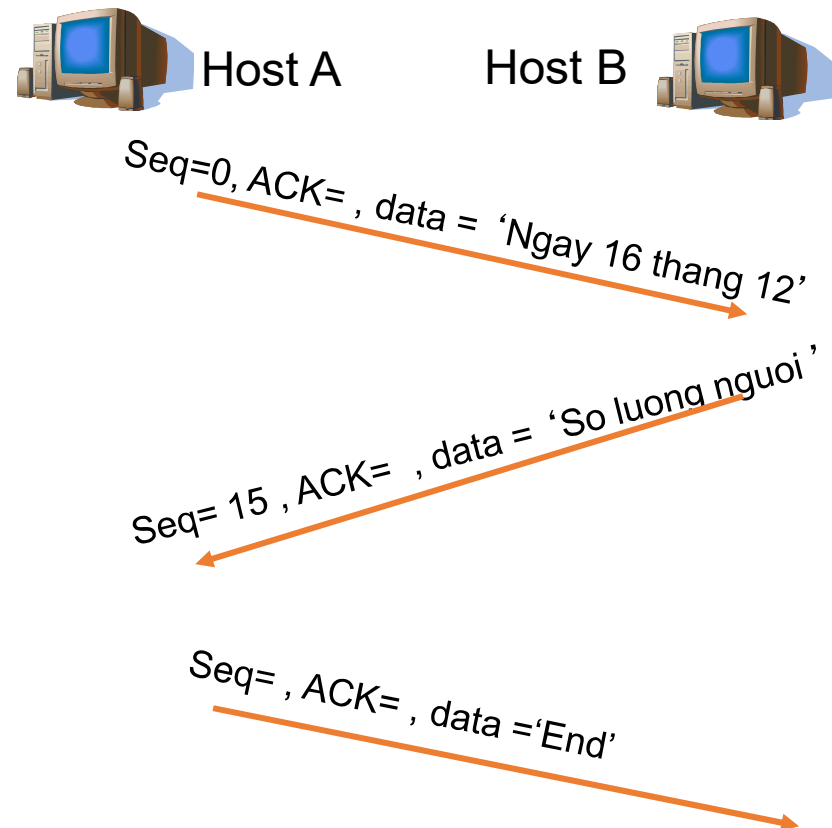 Host A
Host B
Seq=0, ACK= , data = ‘Ngay 16 thang 12’
Seq= 15 , ACK= , data = ‘So luong nguoi ’
Seq= , ACK= , data =‘End’